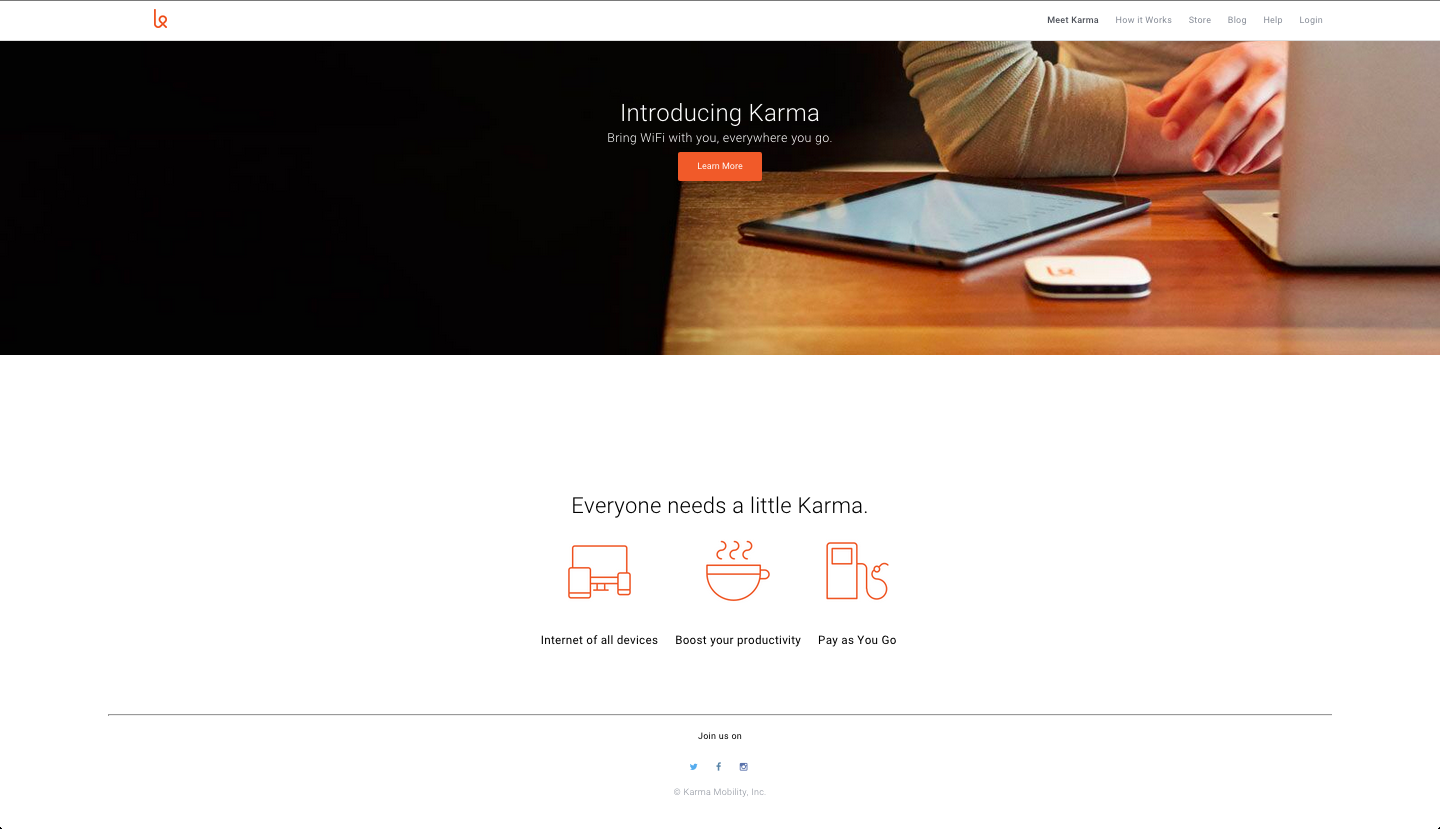 Meet Karma How it Works Store Blog Help Login
Introducing Karma
Bring WiFi with you, everywhere you go.
Learn More
Everyone needs a little Karma.
Internet of all devices Boost your productivity Pay as You Go
Join us on
© Karma Mobility, Inc.